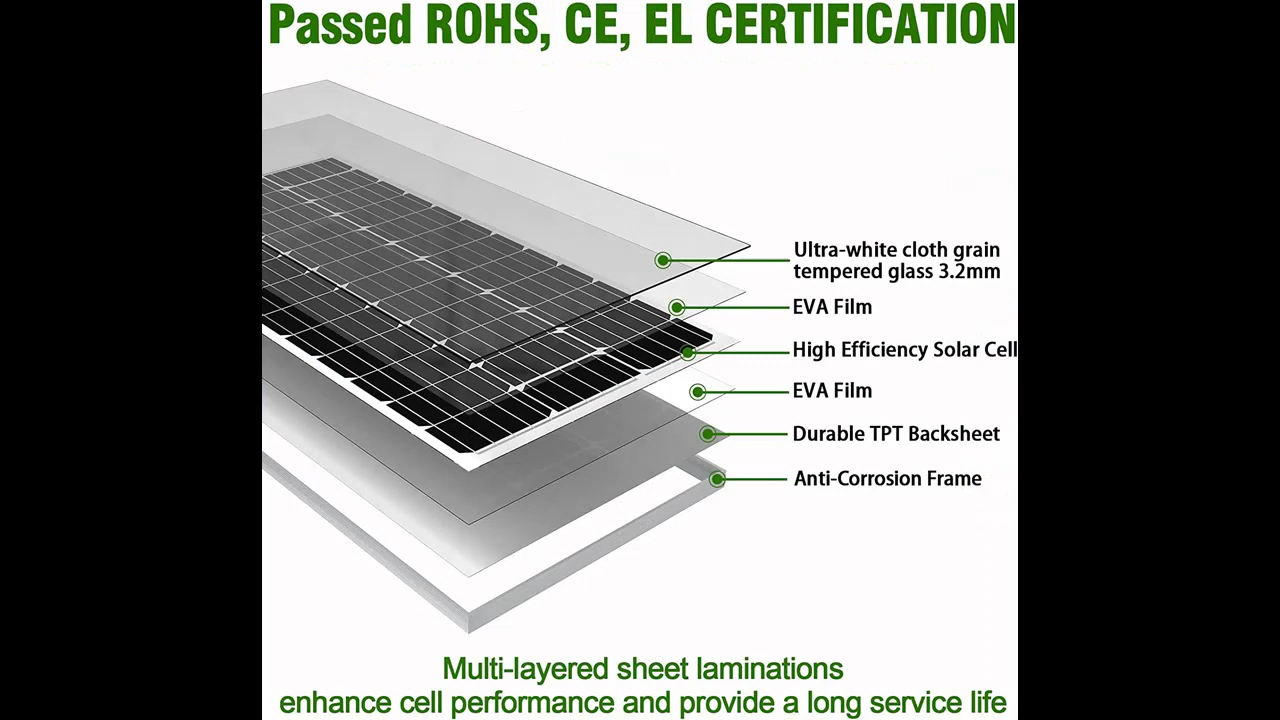 Passed ROHS, CE, EL CERTIFICATION
Ultra-white cloth grain
tempered glass 3.2mm
EVA Film
High Efficiency Solar Cell
EVA Film
Durable TPT Backsheet
Anti-Corrosion Frame
Multi-layered sheet laminations
enhance cell performance and provide a long service life